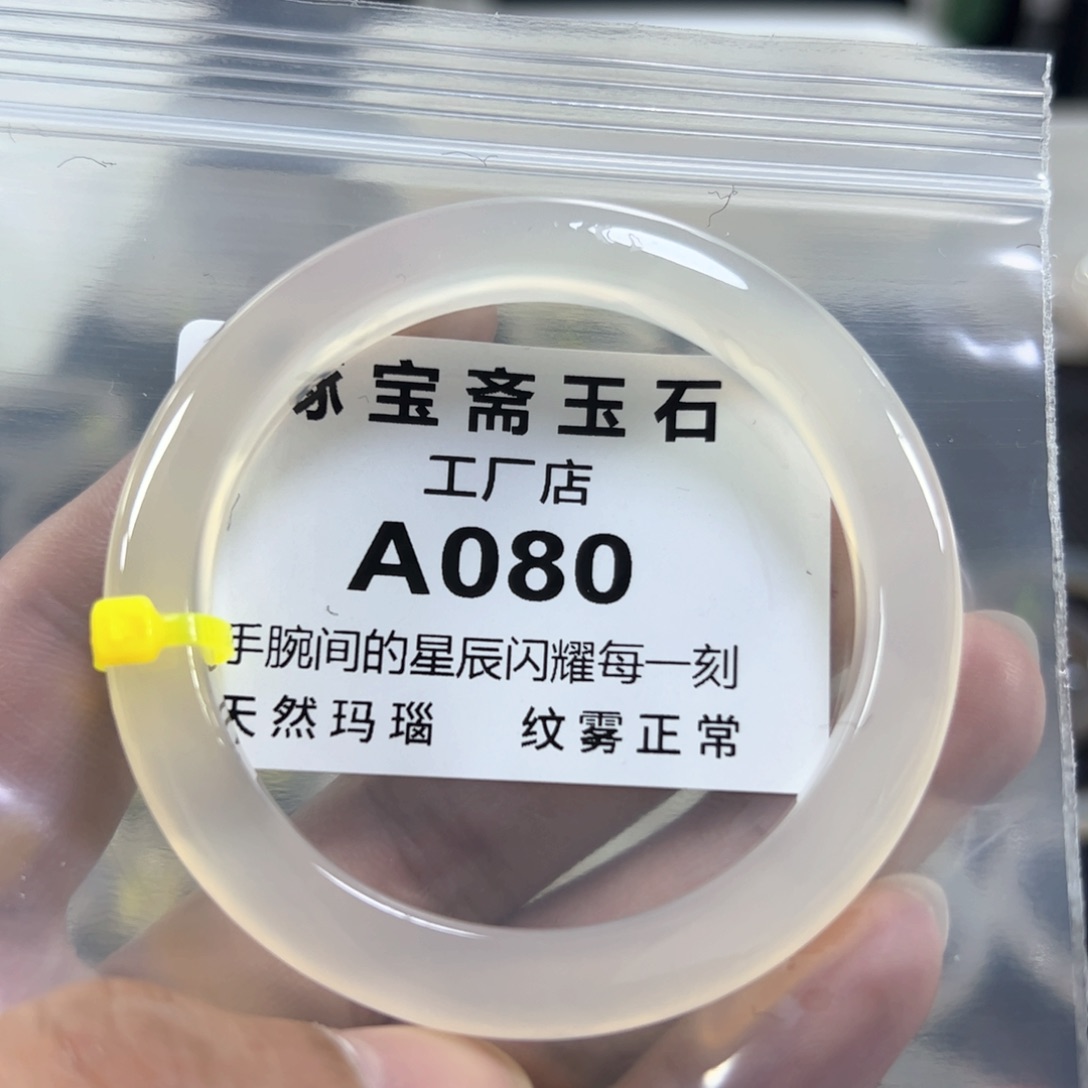 宝斋玉石
工厂店
A080
手腕间的星辰闪耀每一刻
天然玛瑙 纹雾正常